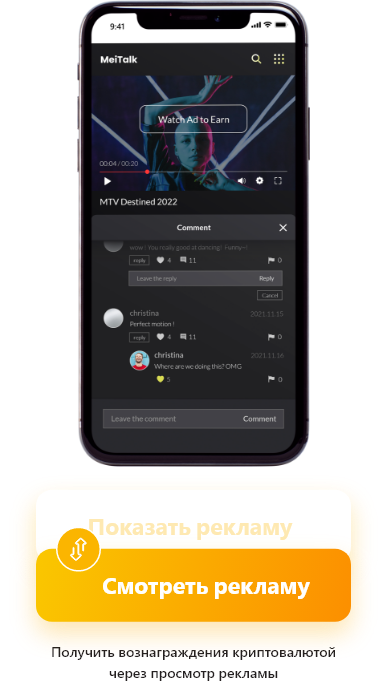 9:41
MeiTalk
Watch Ad to Earn
00:04 / 00:20
MTV Destined 2022
Comment
wow! You really good at dancing! Funny~!
reply 4 11 0
Leave the reply Reply
Cancel
christina 2021.11.15
Perfect motion !
reply 4 11 0
christina 2021.11.16
Where are we doing this? OMG
5 0
Leave the comment Comment
Показать рекламу
Смотреть рекламу
Получить вознаграждения криптовалютой
через просмотр рекламы